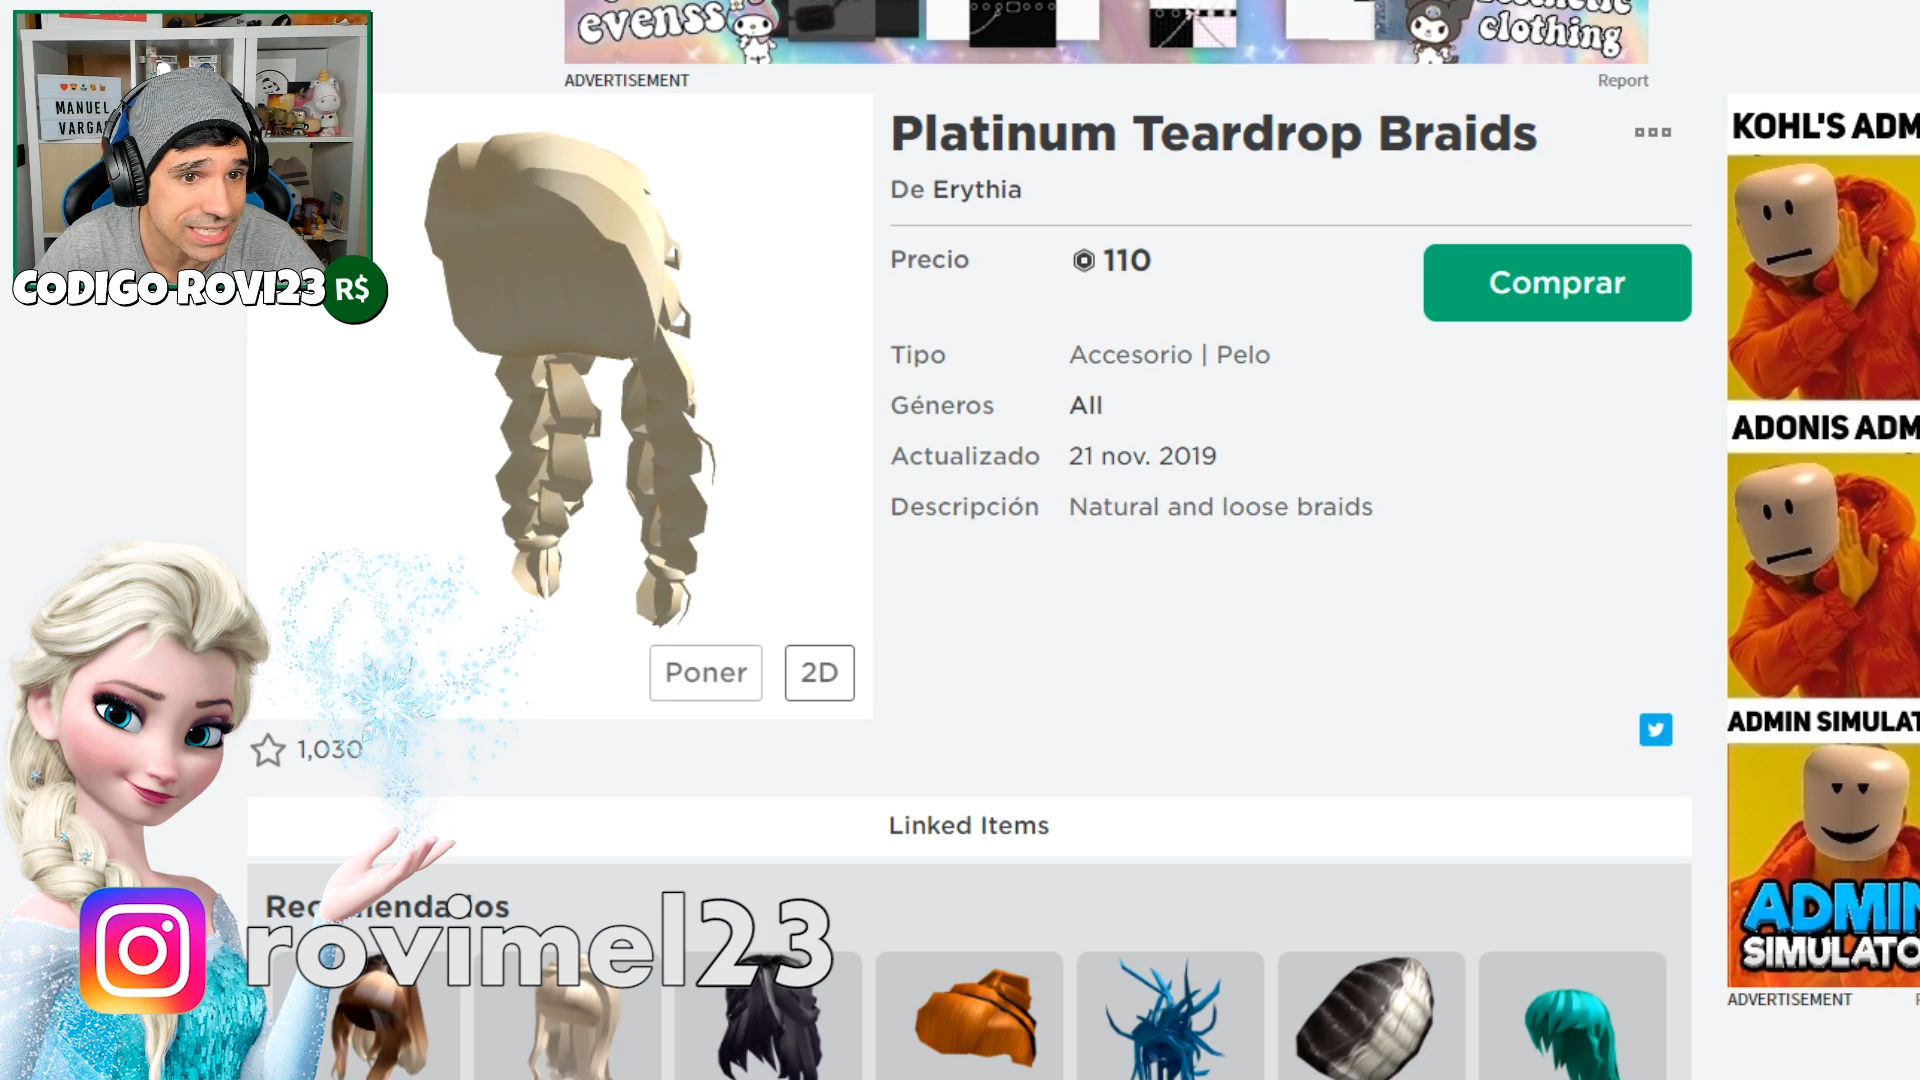 evenss
clothing
ADVERTISEMENT
Report
MANUEL
VARGA
CODIGO ROVI23 R$
Platinum Teardrop Braids
De Erythia
Precio 110
Comprar
Tipo Accesorio | Pelo
Géneros All
Actualizado 21 nov. 2019
Descripción Natural and loose braids
Poner 2D
1,030
Linked Items
rovimel23
KOHL'S ADM
ADONIS ADM
ADMIN SIMULAT
ADMIN
SIMULATO
ADVERTISEMENT